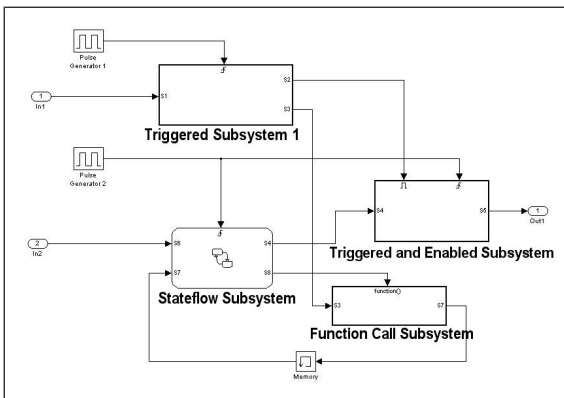 Pulse
Generator 1
1
In1
S1
S2
S3
Triggered Subsystem 1
Pulse
Generator 2
S4
S5
1
Out1
Triggered and Enabled Subsystem
2
In2
S6
S7
S4
S8
Stateflow Subsystem
function()
S3
S7
Function Call Subsystem
Memory